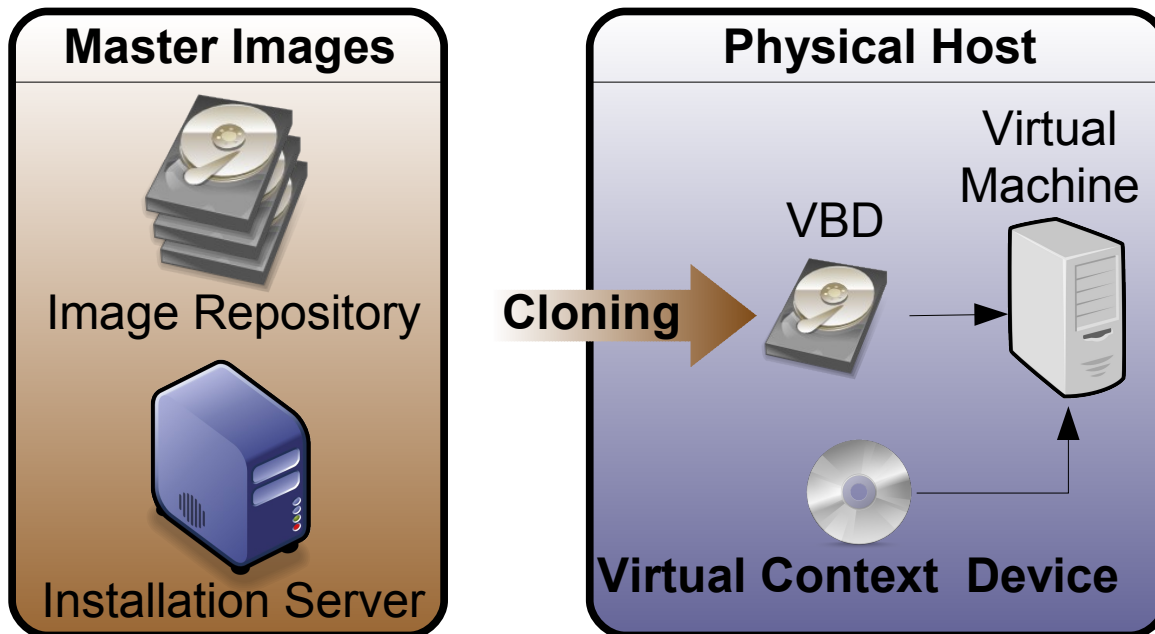 Master Images
Image Repository
Installation Server
Cloning
Physical Host
Virtual
Machine
VBD
Virtual Context Device